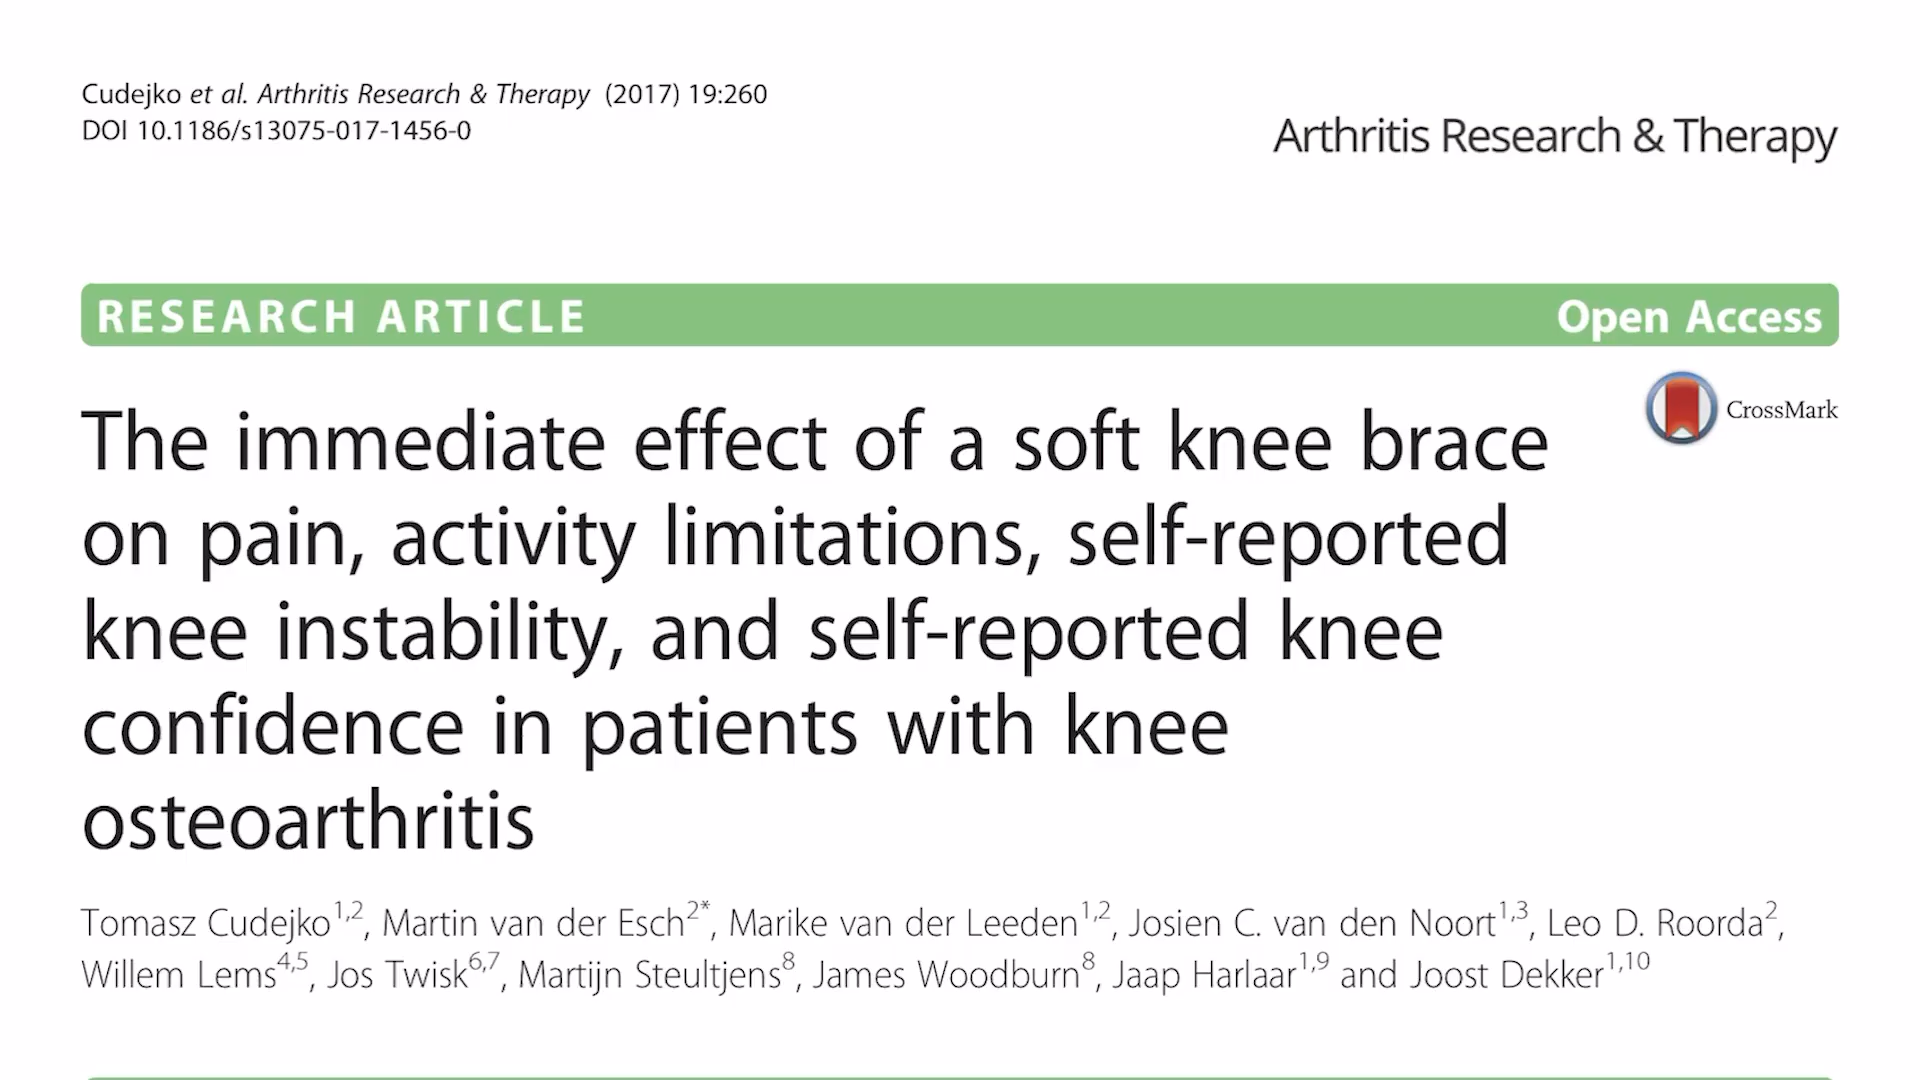 Cudejko et al. Arthritis Research & Therapy (2017) 19:260
DOI 10.1186/s13075-017-1456-0
Arthritis Research & Therapy
RESEARCH ARTICLE
Open Access
CrossMark
The immediate effect of a soft knee brace
on pain, activity limitations, self-reported
knee instability, and self-reported knee
confidence in patients with knee
osteoarthritis
Tomasz Cudejko1,2, Martin van der Esch2*, Marike van der Leeden1,2, Josien C. van den Noort1,3, Leo D. Roorda2,
Willem Lems4,5, Jos Twisk6,7, Martijn Steultjens8, James Woodburn8, Jaap Harlaar1,9 and Joost Dekker1,10